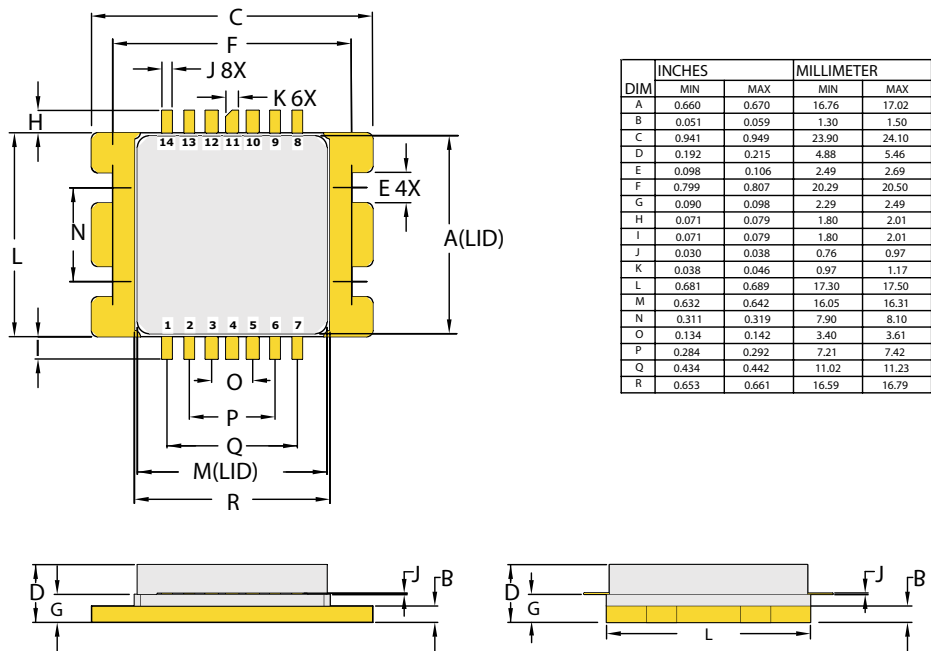 C
F
J 8X
K 6X
H
14 13 12 11 10 9 8
E 4X
N
L
A(LID)
1 2 3 4 5 6 7
I
O
P
Q
M(LID)
R
INCHES MILLIMETER
DIM MIN MAX MIN MAX
A 0.660 0.670 16.76 17.02
B 0.051 0.059 1.30 1.50
C 0.941 0.949 23.90 24.10
D 0.192 0.215 4.88 5.46
E 0.098 0.106 2.49 2.69
F 0.799 0.807 20.29 20.50
G 0.090 0.098 2.29 2.49
H 0.071 0.079 1.80 2.01
I 0.071 0.079 1.80 2.01
J 0.030 0.038 0.76 0.97
K 0.038 0.046 0.97 1.17
L 0.681 0.689 17.30 17.50
M 0.632 0.642 16.05 16.31
N 0.311 0.319 7.90 8.10
O 0.134 0.142 3.40 3.61
P 0.284 0.292 7.21 7.42
Q 0.434 0.442 11.02 11.23
R 0.653 0.661 16.59 16.79
D
G
J
B
D
G
J
B
L